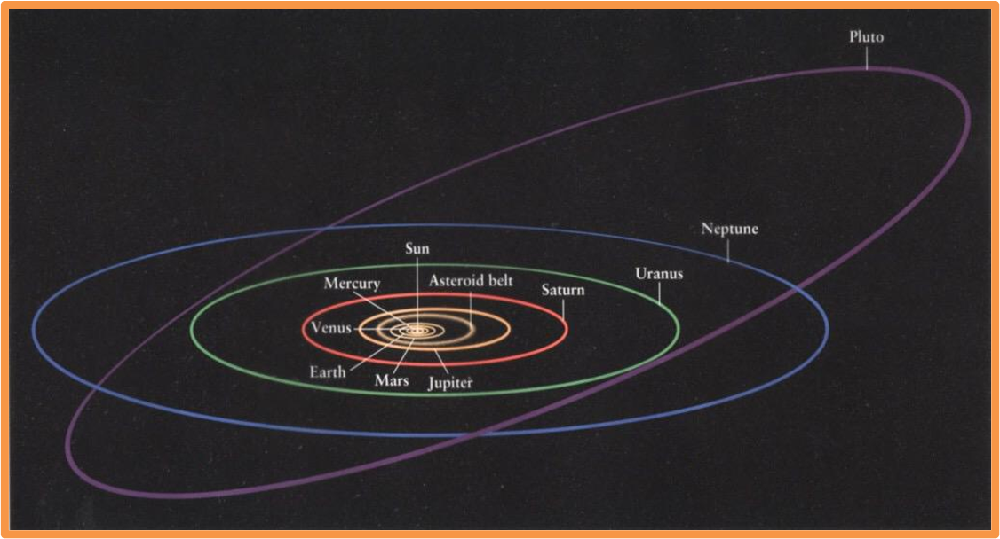 Pluto
Neptune
Sun
Uranus
Mercury
Asteroid belt
Saturn
Venus
Earth
Mars
Jupiter